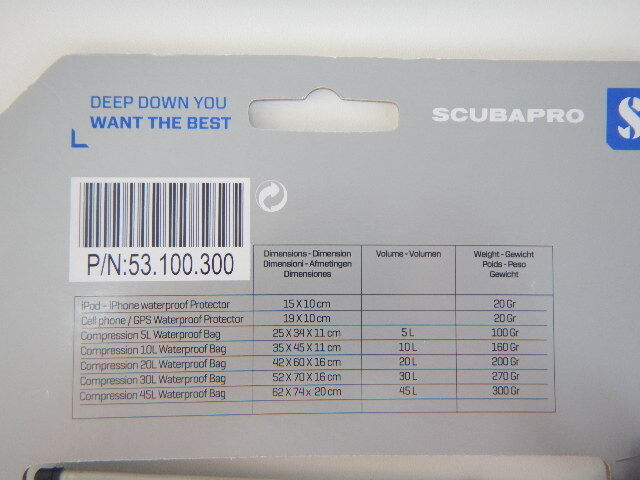 DEEP DOWN YOU
WANT THE BEST
SCUBAPRO
S
P/N:53.100.300
Dimensions - Dimension Volume - Volumen Weight - Gewicht
Dimensioni - Afmetingen Polds - Peso
Dimensiones Gewicht
iPod - iPhone waterproof Protector 15 X 10 cm 20 Gr
Cell phone / GPS Waterproof Protector 19 X 10 cm 20 Gr
Compression 5L Waterproof Bag 25 X 34 X 11 cm 5 L 100 Gr
Compression 10L Waterproof Bag 35 X 45 X 11 cm 10 L 160 Gr
Compression 20L Waterproof Bag 42 X 60 X 16 cm 20 L 200 Gr
Compression 30L Waterproof Bag 52 X 70 X 16 cm 30 L 270 Gr
Compression 45L Waterproof Bag 62 X 74 x 20 cm 45 L 300 Gr